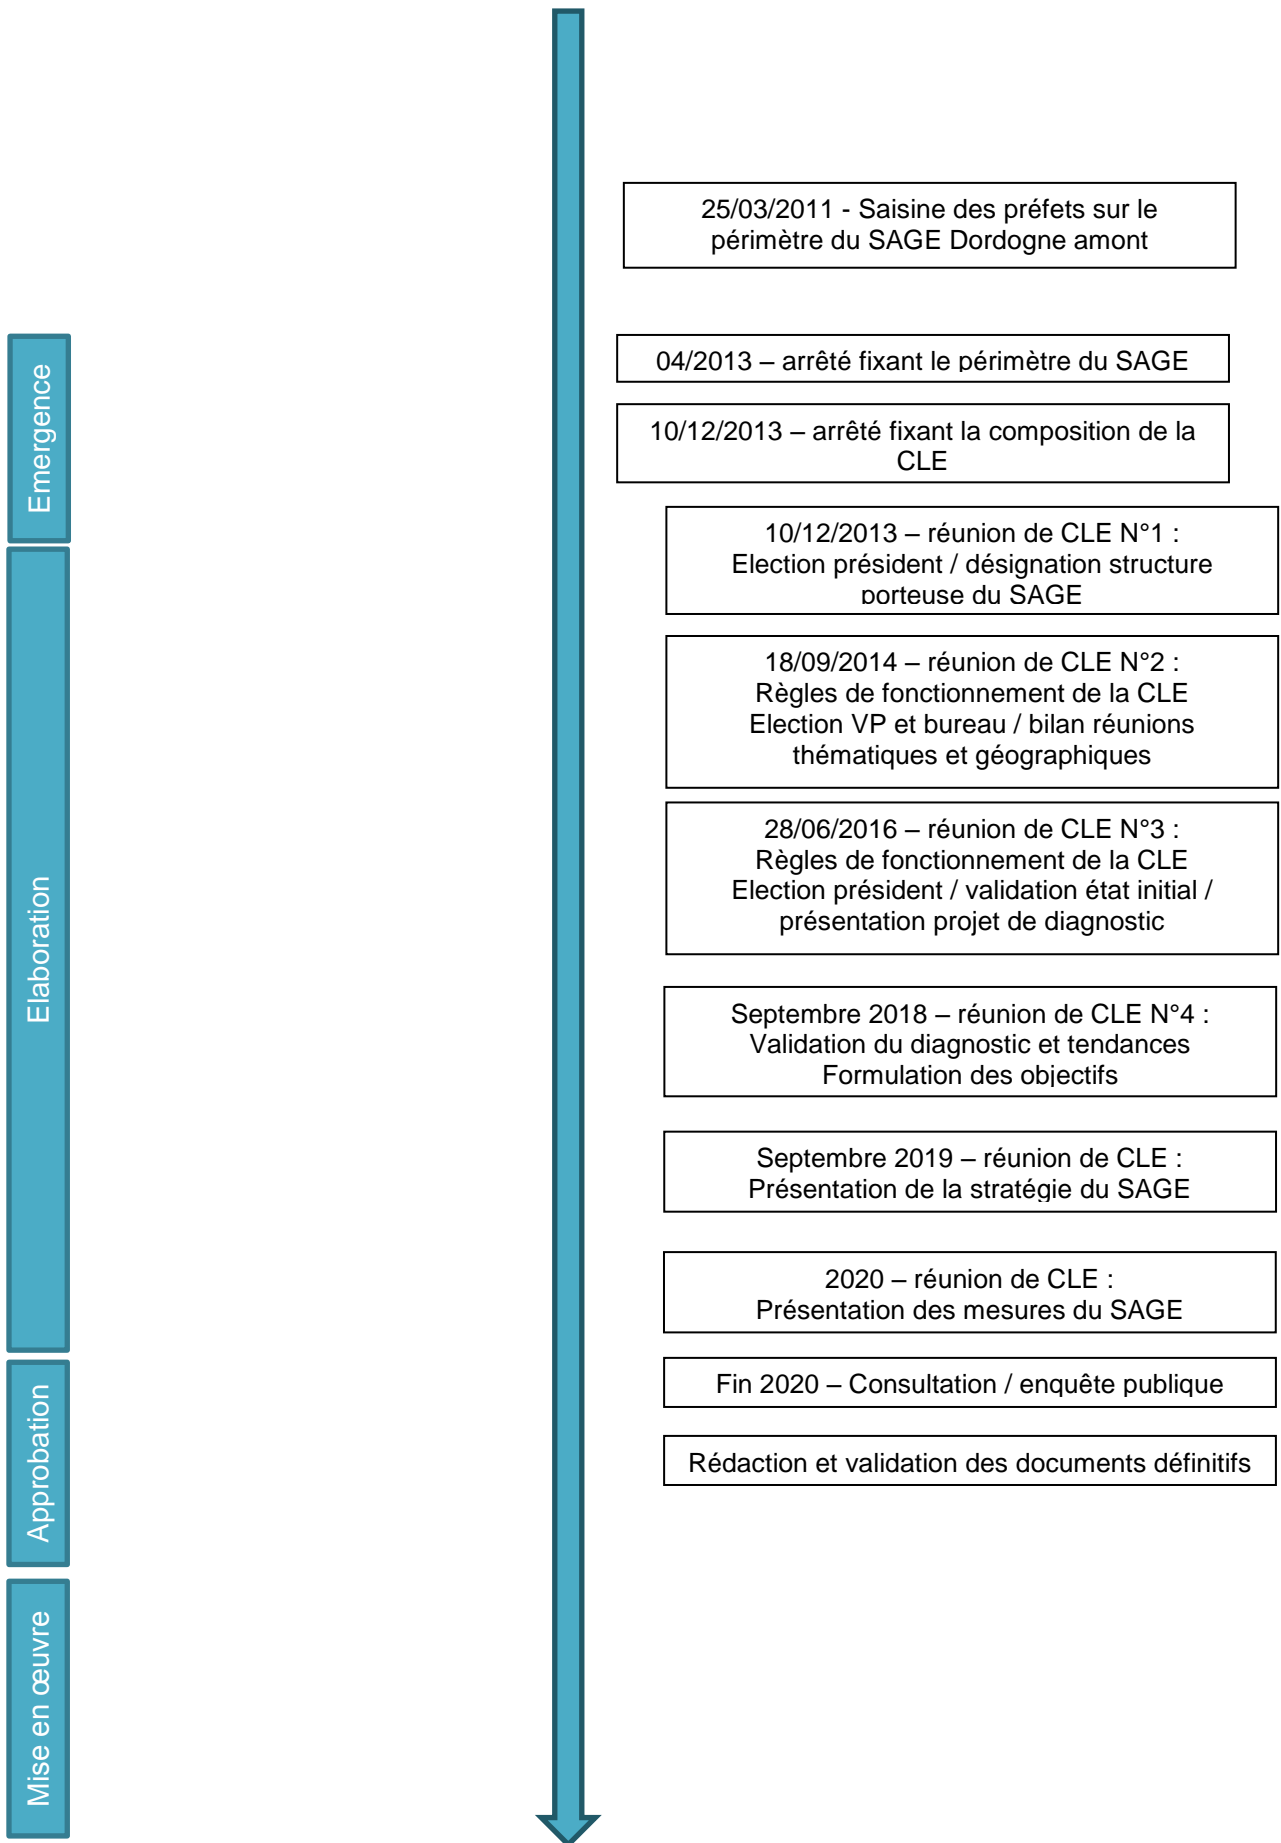 25/03/2011 - Saisine des préfets sur le
périmètre du SAGE Dordogne amont
Emergence
04/2013 – arrêté fixant le périmètre du SAGE
10/12/2013 – arrêté fixant la composition de la
CLE
Elaboration
10/12/2013 – réunion de CLE N°1 :
Election président / désignation structure
porteuse du SAGE
18/09/2014 – réunion de CLE N°2 :
Règles de fonctionnement de la CLE
Election VP et bureau / bilan réunions
thématiques et géographiques
28/06/2016 – réunion de CLE N°3 :
Règles de fonctionnement de la CLE
Election président / validation état initial /
présentation projet de diagnostic
Septembre 2018 – réunion de CLE N°4 :
Validation du diagnostic et tendances
Formulation des objectifs
Septembre 2019 – réunion de CLE :
Présentation de la stratégie du SAGE
2020 – réunion de CLE :
Présentation des mesures du SAGE
Approbation
Fin 2020 – Consultation / enquête publique
Rédaction et validation des documents définitifs
Mise en œuvre